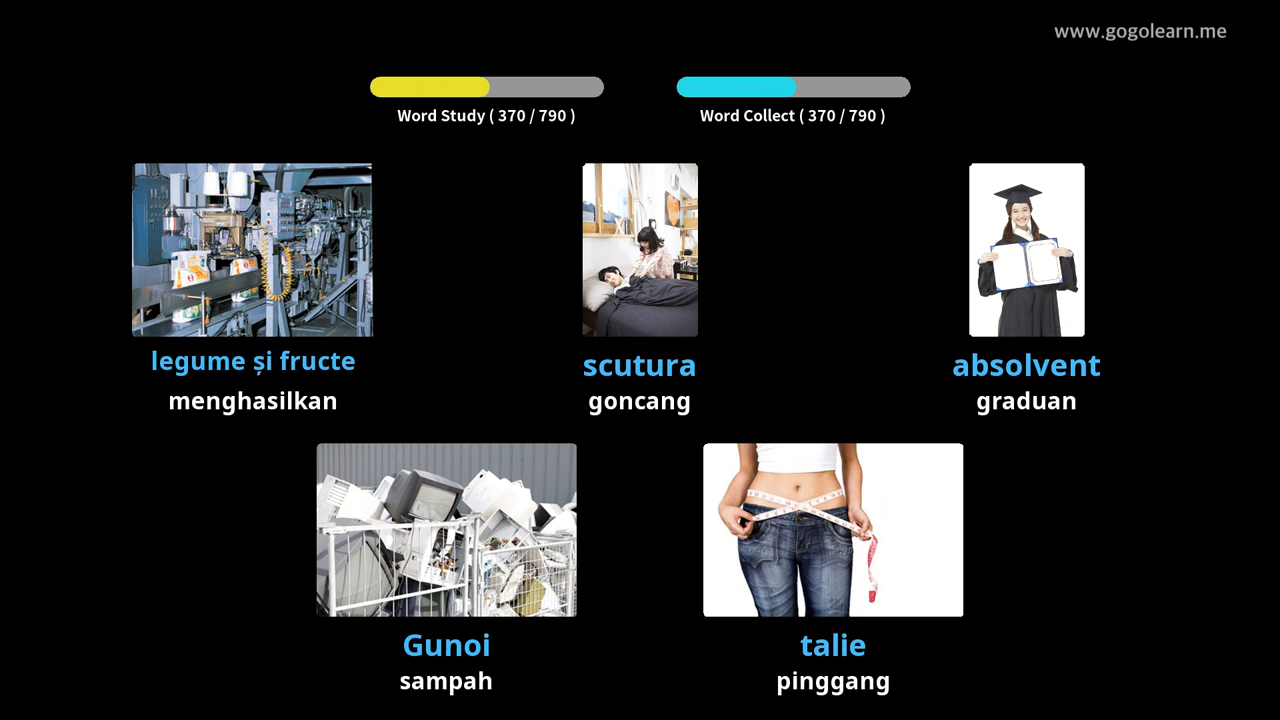 www.gogolearn.me
Word Study ( 370 / 790 )
Word Collect ( 370 / 790 )
legume și fructe
menghasilkan
scutura
goncang
absolvent
graduan
Gunoi
sampah
talie
pinggang